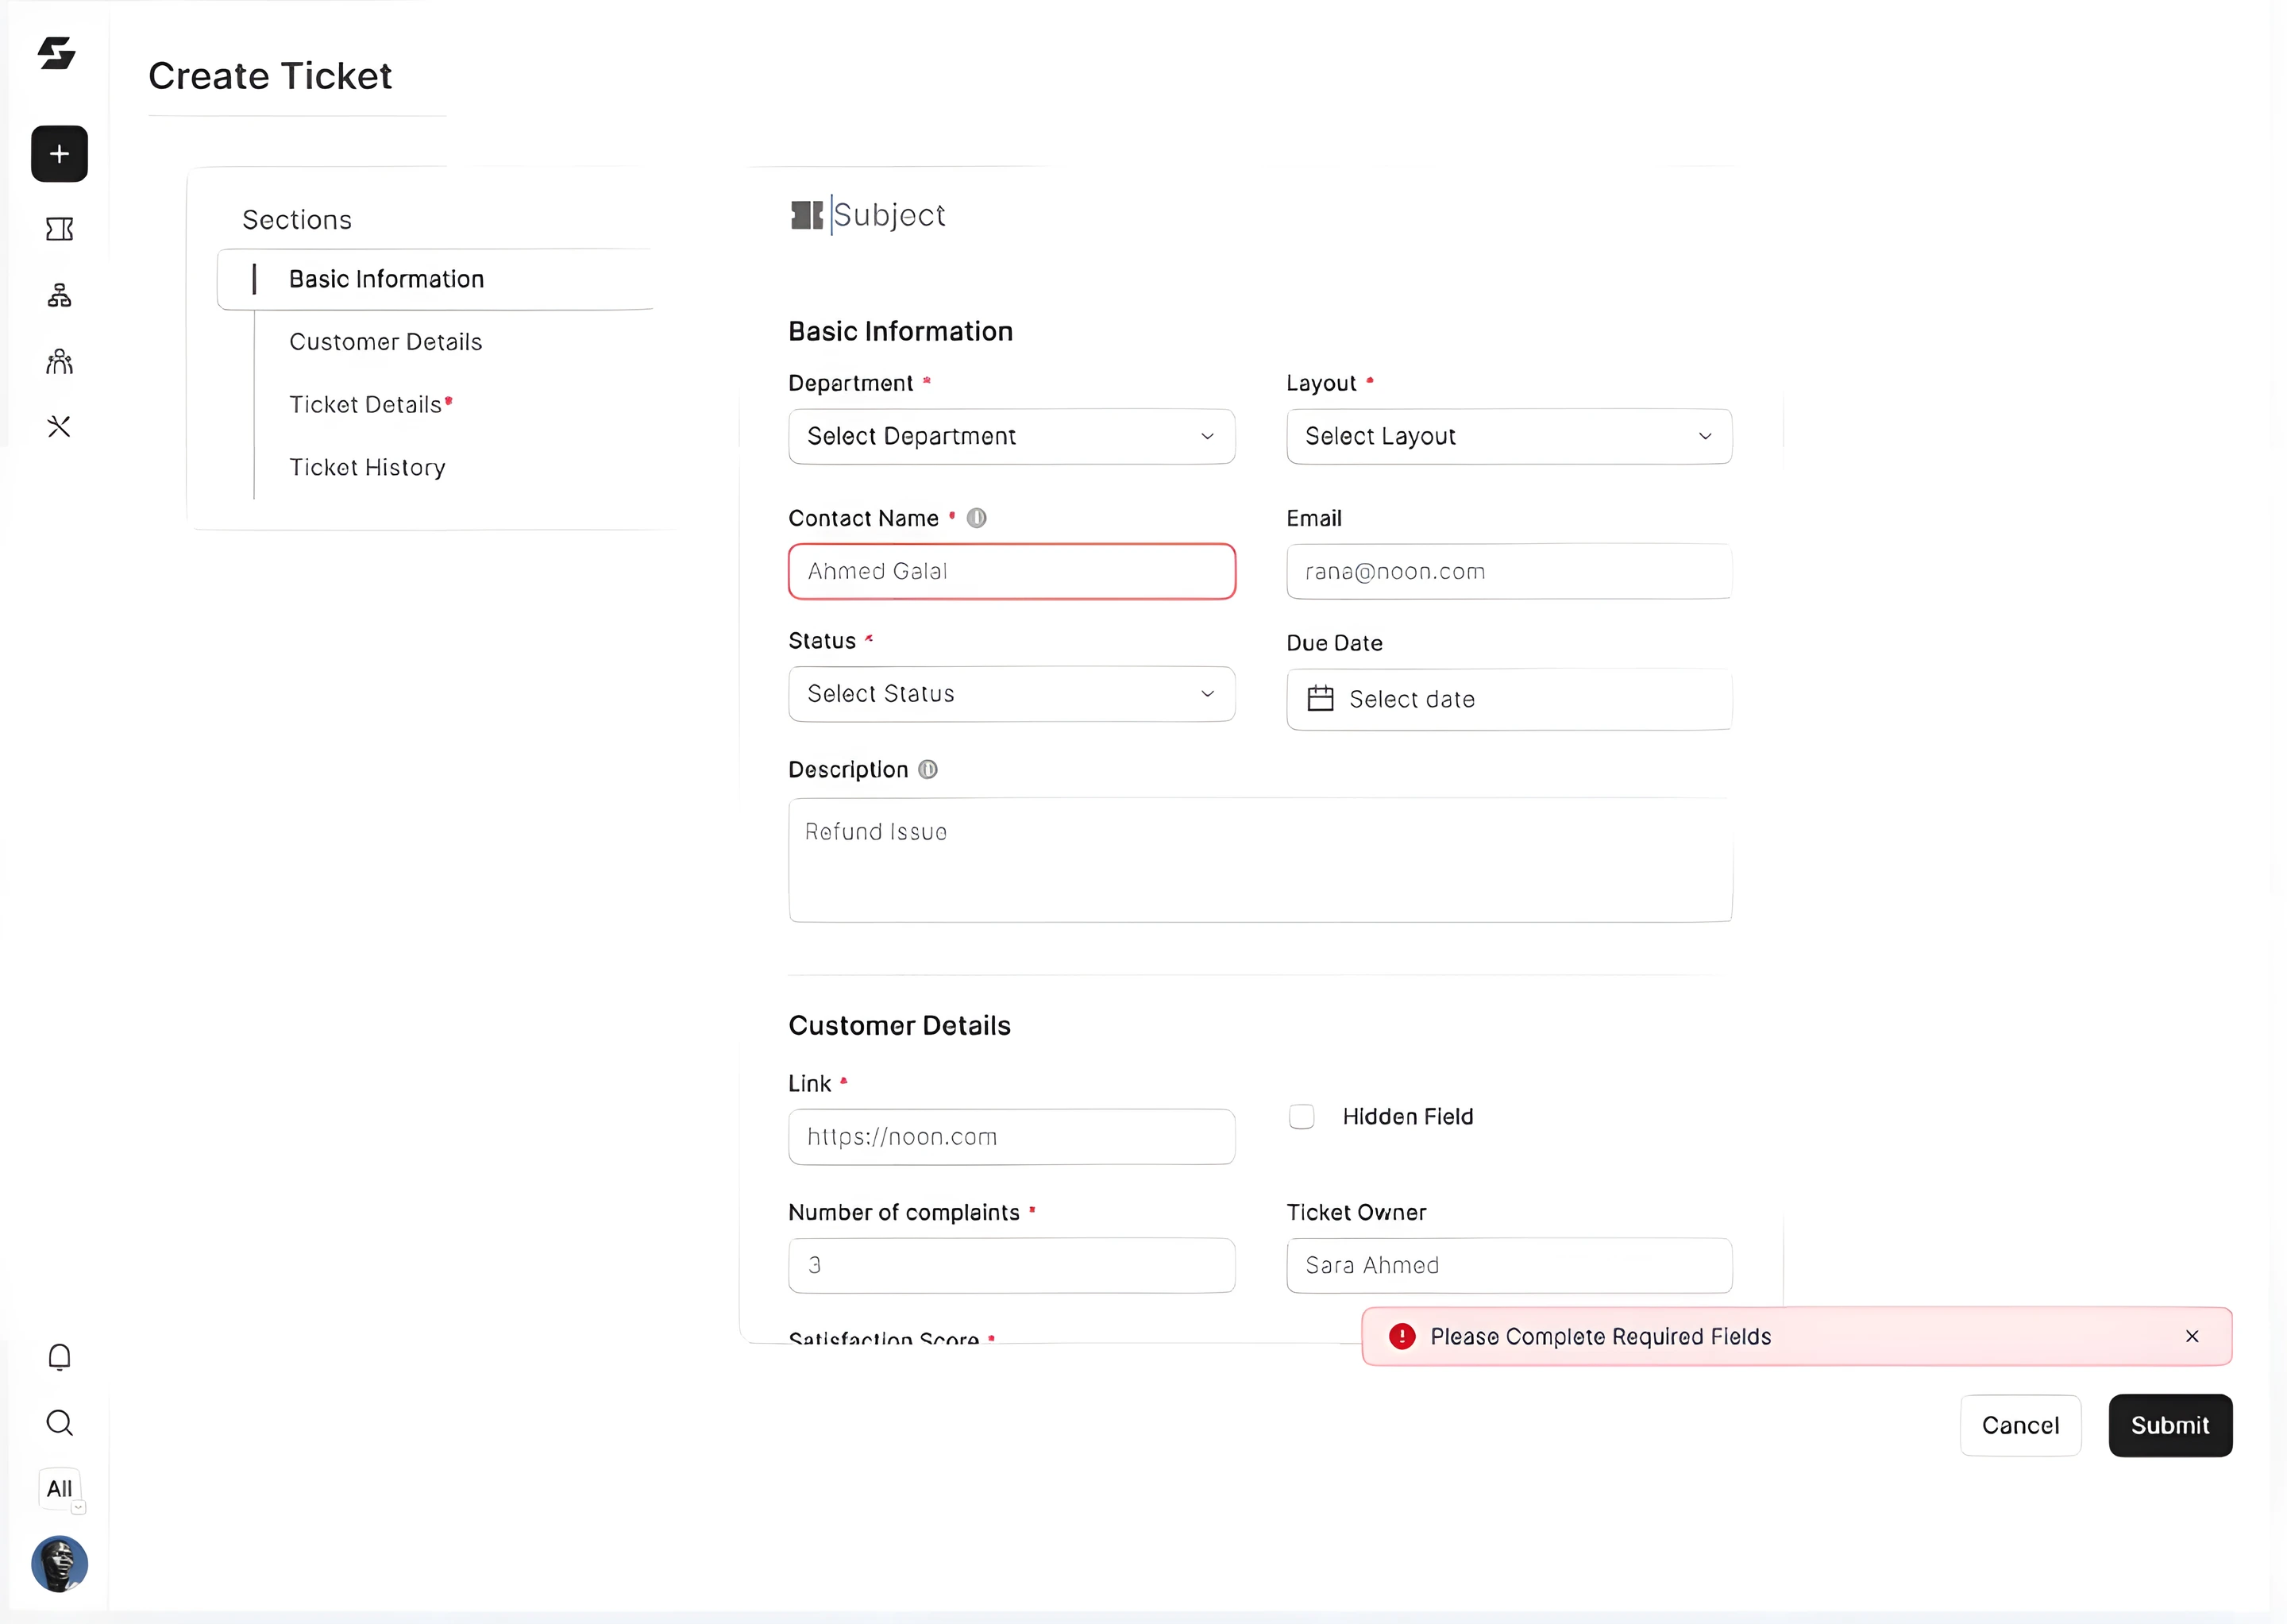 Create Ticket
Sections
Basic Information
Customer Details
Ticket Details*
Ticket History
Subject
Basic Information
Department *
Layout *
Select Department
Select Layout
Contact Name *
Email
Ahmed Galal
rana@noon.com
Status *
Due Date
Select Status
Select date
Description
Refund Issue
Customer Details
Link *
https://noon.com
Hidden Field
Number of complaints *
Ticket Owner
3
Sara Ahmed
Satisfaction Score *
Please Complete Required Fields
Cancel
Submit
All